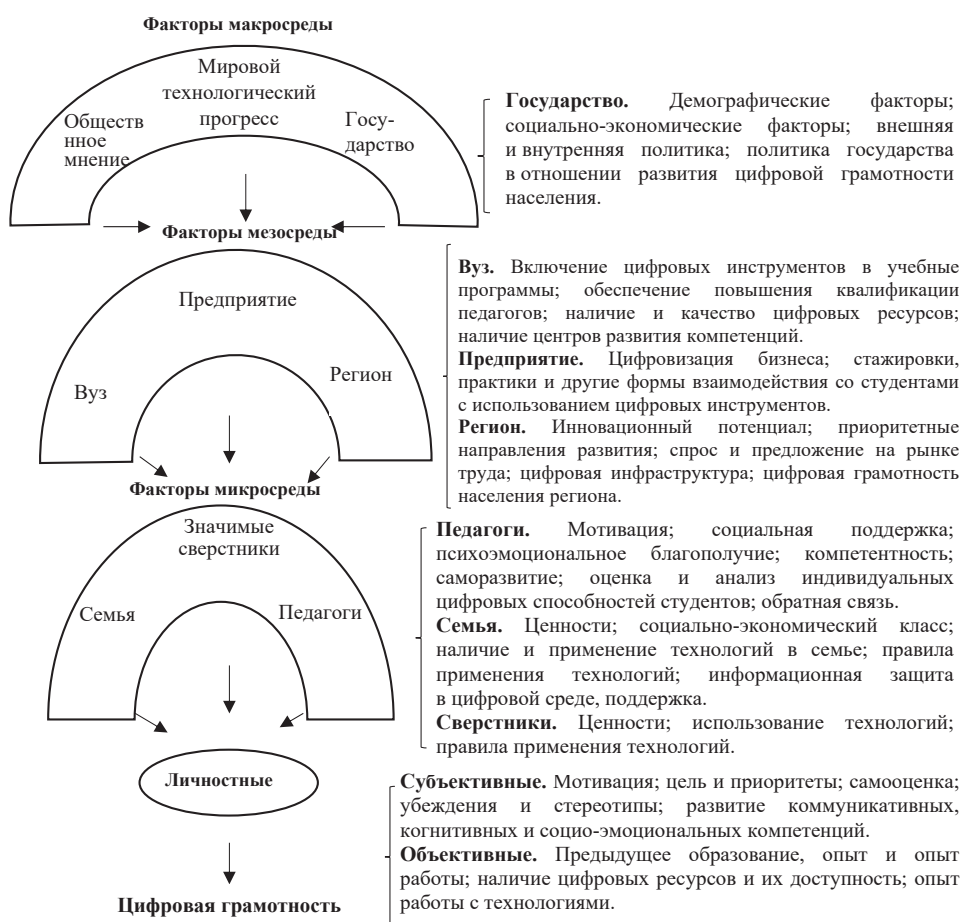 Факторы макросреды
Мировой
технологический
прогресс
Обществ
нное
мнение
Госу-
дарство
Государство. Демографические факторы;
социально-экономические факторы; внешняя
и внутренняя политика; политика государства
в отношении развития цифровой грамотности
населения.
Факторы мезосреды
Предприятие
Вуз
Регион
Вуз. Включение цифровых инструментов в учебные
программы; обеспечение повышения квалификации
педагогов; наличие и качество цифровых ресурсов;
наличие центров развития компетенций.
Предприятие. Цифровизация бизнеса; стажировки,
практики и другие формы взаимодействия со студентами
с использованием цифровых инструментов.
Регион. Инновационный потенциал; приоритетные
направления развития; спрос и предложение на рынке
труда; цифровая инфраструктура; цифровая грамотность
населения региона.
Факторы микросреды
Значимые
сверстники
Семья
Педагоги
Педагоги. Мотивация; социальная поддержка;
психоэмоциональное благополучие; компетентность;
саморазвитие; оценка и анализ индивидуальных
цифровых способностей студентов; обратная связь.
Семья. Ценности; социально-экономический класс;
наличие и применение технологий в семье; правила
применения технологий; информационная защита
в цифровой среде, поддержка.
Сверстники. Ценности; использование технологий;
правила применения технологий.
Личностные
Субъективные. Мотивация; цель и приоритеты; самооценка;
убеждения и стереотипы; развитие коммуникативных,
когнитивных и социо-эмоциональных компетенций.
Объективные. Предыдущее образование, опыт и опыт
работы; наличие цифровых ресурсов и их доступность; опыт
работы с технологиями.
Цифровая грамотность